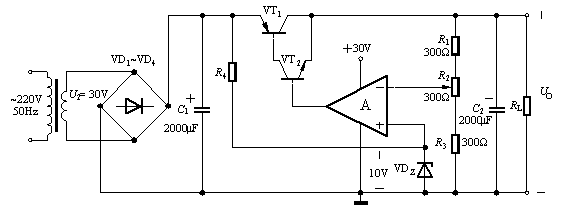 VT1
VD1~VD4
VT2
+30V
R1
300Ω
R4
~220V
50Hz
U2= 30V
C1
+
2000μF
A
−
+
R2
300Ω
C2
2000μF
RL
UO
R3
300Ω
10V
VDZ